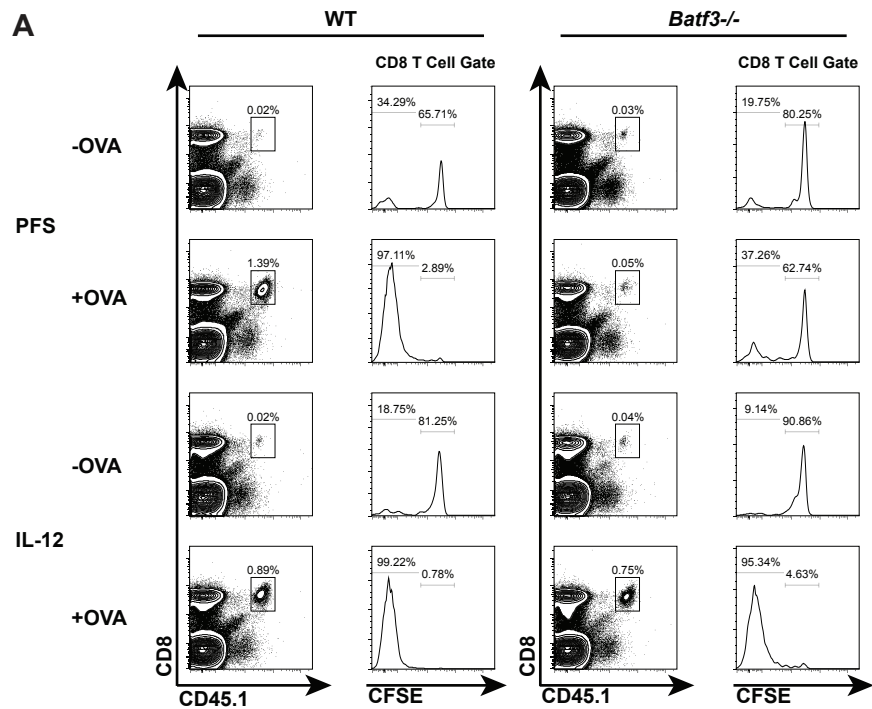 A
WT
Batf3-/-
CD8 T Cell Gate
CD8 T Cell Gate
PFS
-OVA
0.02%
34.29%
65.71%
0.03%
19.75%
80.25%
+OVA
1.39%
97.11%
2.89%
0.05%
37.26%
62.74%
IL-12
-OVA
0.02%
18.75%
81.25%
0.04%
9.14%
90.86%
+OVA
0.89%
99.22%
0.78%
0.75%
95.34%
4.63%
CD8
CD45.1
CFSE
CD45.1
CFSE